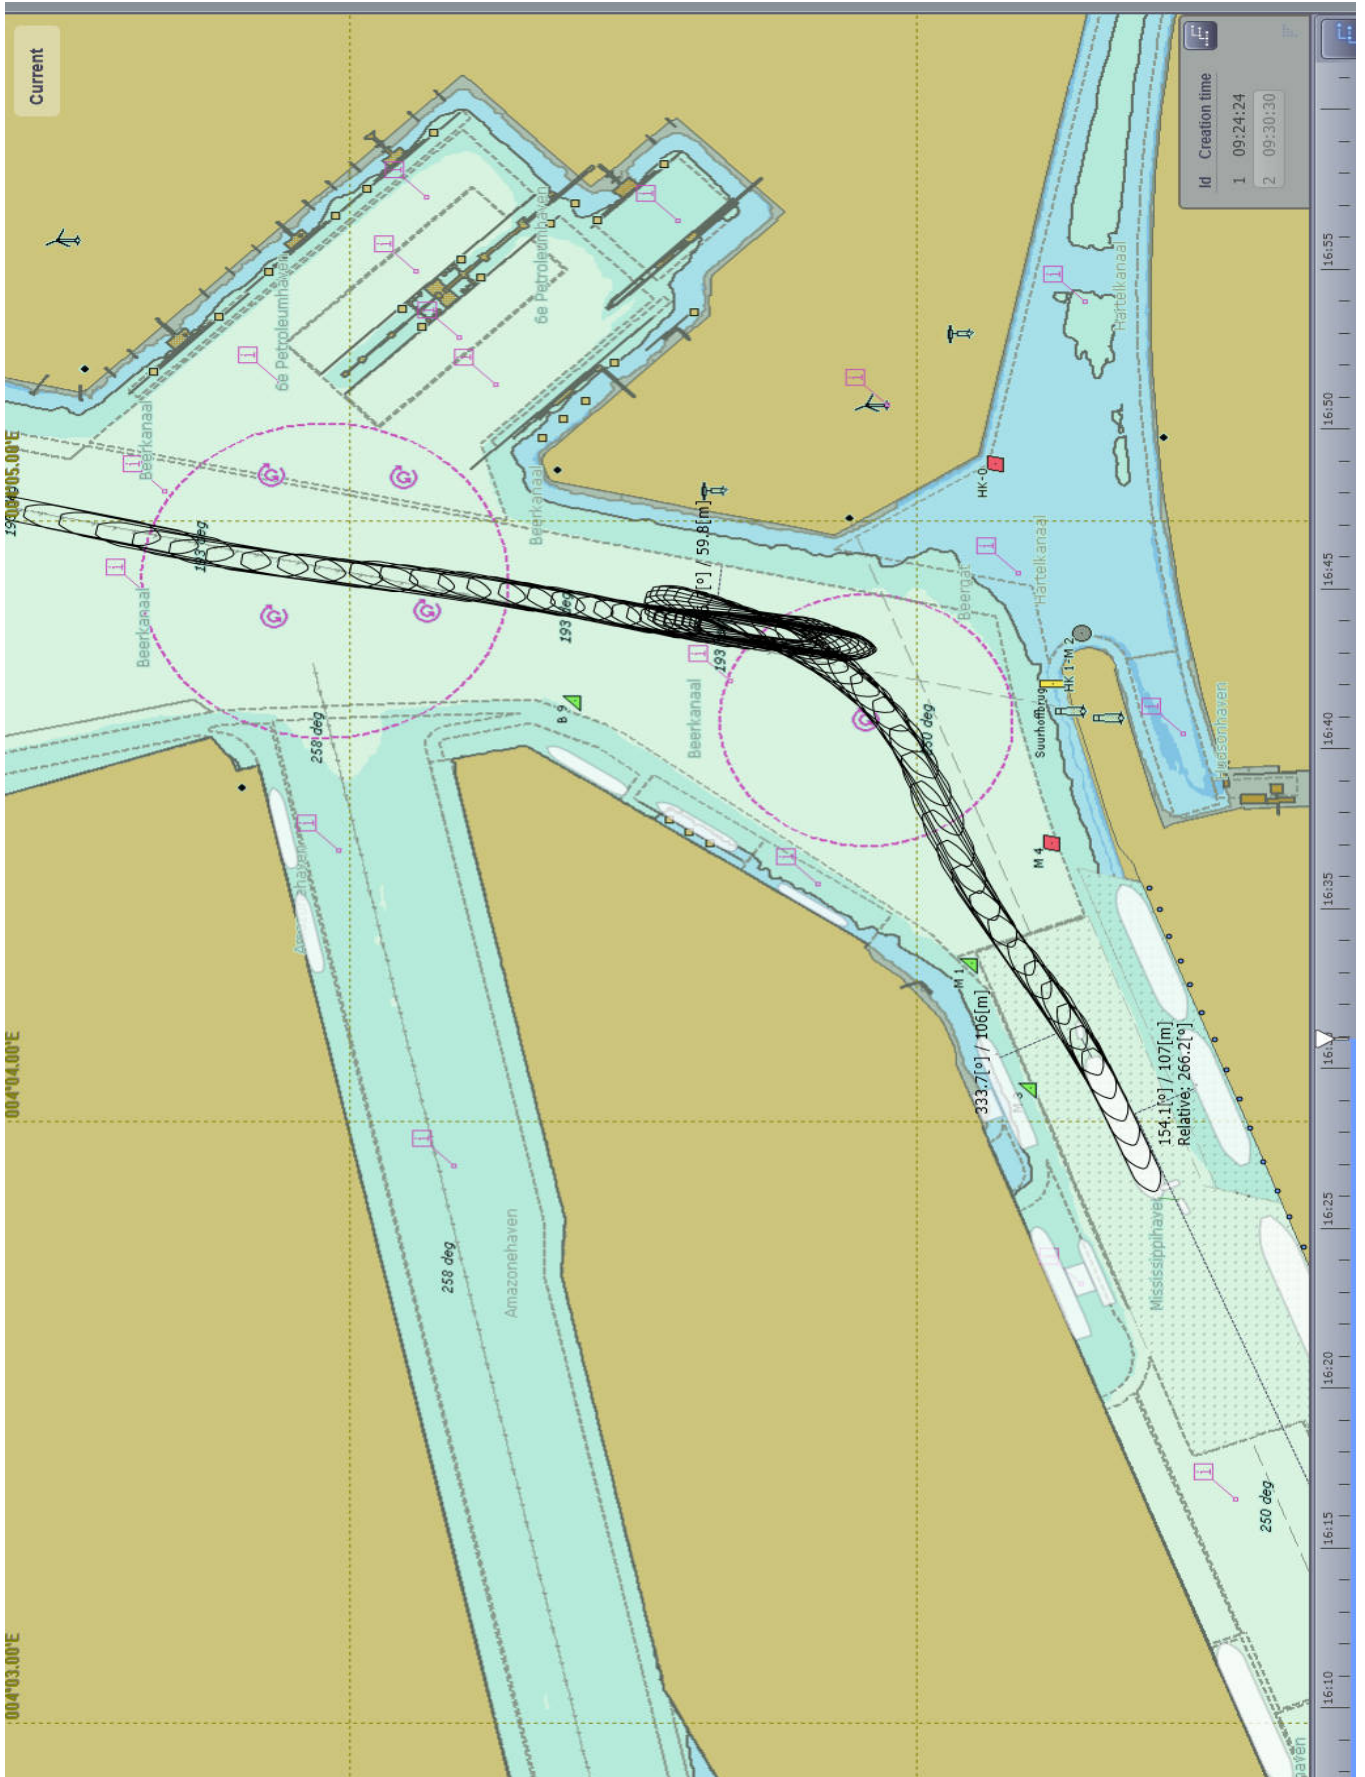 Current
Id Creation time
1 09:24:24
2 09:30:30
004°05.00'E
004°04.00'E
004°03.00'E
6e Petroleumhaven
6e Petroleumhaven
Beerkanaal
Beerkanaal
Beerkanaal
Beerkanaal
193 deg
193 deg
193
[º] / 59.8[m]
258 deg
258 deg
B 9
Amazonehaven
Beergat
Hartelkanaal
Hartelkanaal
HK-0
HK 1-M 2
Suurhoffbrug
Hudsonhaven
M 4
M 1
M 3
333.7[º] / 106[m]
154.1[º] / 107[m]
Relative: 266.2[º]
Mississippihaven
250 deg
16:55
16:50
16:45
16:40
16:35
16:25
16:20
16:15
16:10